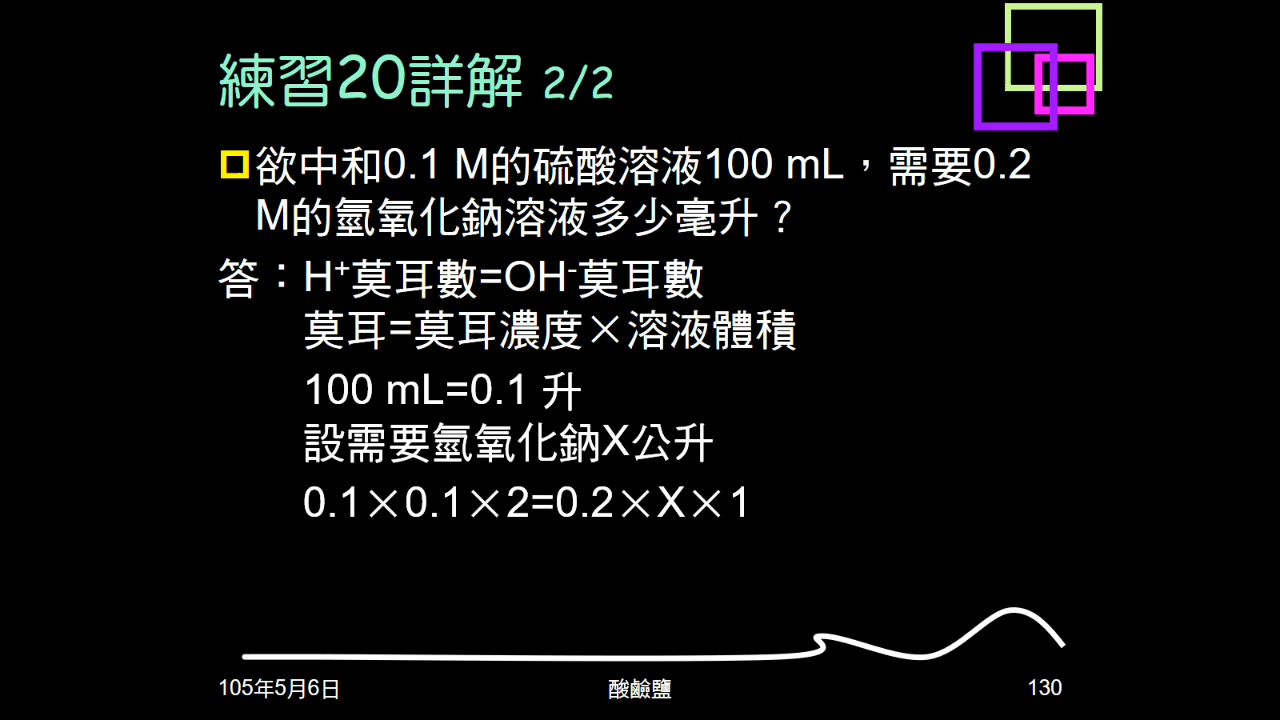 練習20詳解 2/2
欲中和0.1 M的硫酸溶液100 mL，需要0.2
M的氫氧化鈉溶液多少毫升？
答：H⁺莫耳數=OH⁻莫耳數
莫耳=莫耳濃度×溶液體積
100 mL=0.1 升
設需要氫氧化鈉X公升
0.1×0.1×2=0.2×X×1
105年5月6日
酸鹼鹽
130